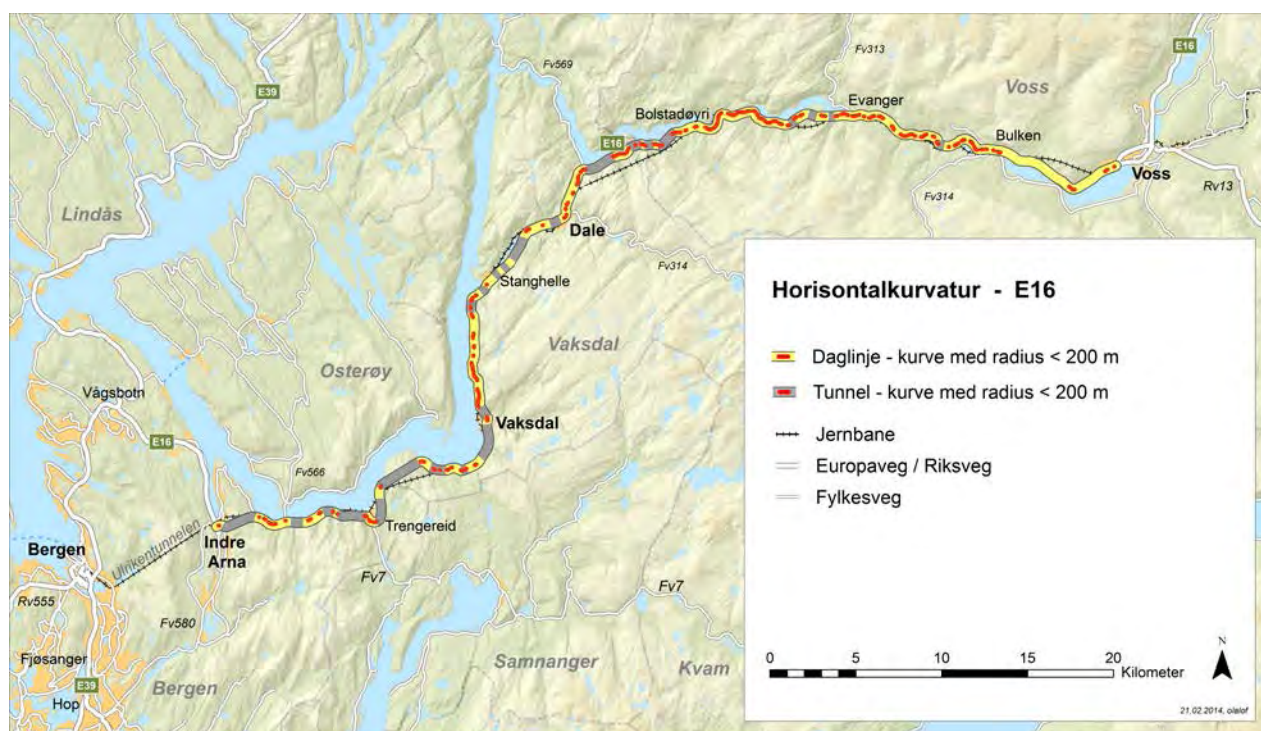 E16
Fv313
E39
Fv569
Voss
Bolstadøyri
Evanger
E16
Bulken
Voss
Rv13
Lindås
Fv314
Dale
Fv314
Stanghelle
Horisontalkurvatur - E16
Vaksdal
Daglinje - kurve med radius < 200 m
Osterøy
Tunnel - kurve med radius < 200 m
Vågsbotn
Vaksdal
Jernbane
E16
Europaveg / Riksveg
Fv566
Fylkesveg
Trengereid
Ulrikentunnelen
Indre
Arna
Bergen
Fv7
Fv7
Rv555
Fv580
Fjøsanger
Samnanger
Kvam
E39
Bergen
Hop
N
0 5 10 15 20
Kilometer
21.02.2014, olelof